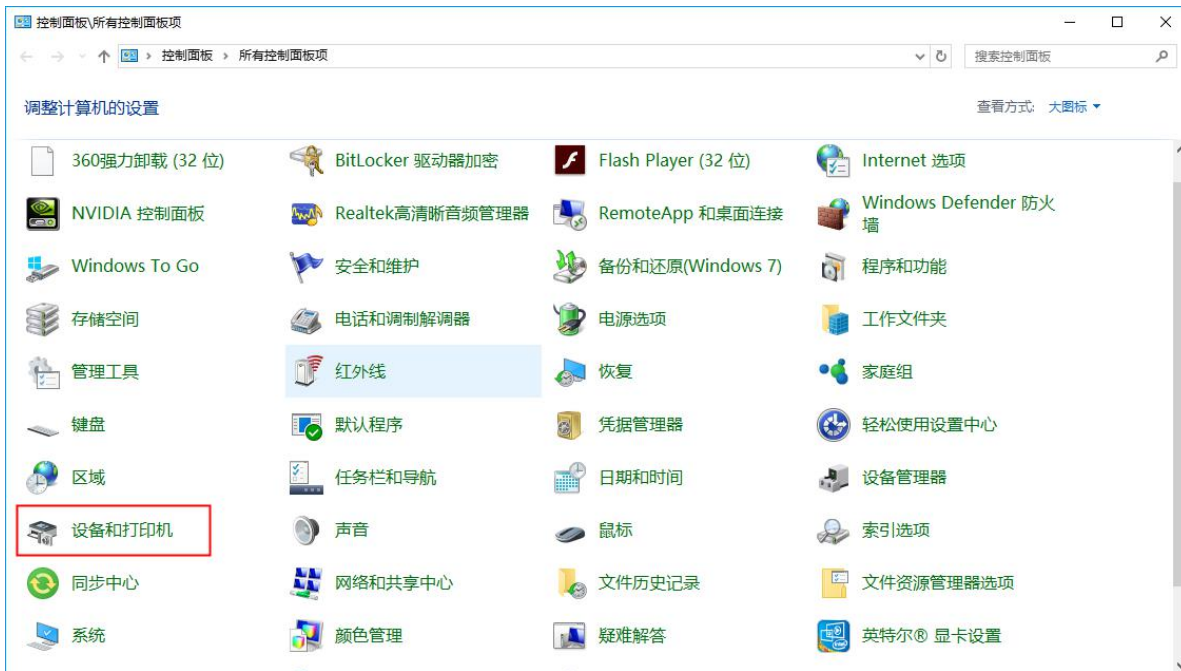 控制面板\所有控制面板项
控制面板 › 所有控制面板项
搜索控制面板
调整计算机的设置
查看方式: 大图标
360强力卸载 (32 位)
BitLocker 驱动器加密
Flash Player (32 位)
Internet 选项
NVIDIA 控制面板
Realtek高清晰音频管理器
RemoteApp 和桌面连接
Windows Defender 防火
墙
Windows To Go
安全和维护
备份和还原(Windows 7)
程序和功能
存储空间
电话和调制解调器
电源选项
工作文件夹
管理工具
红外线
恢复
家庭组
键盘
默认程序
凭据管理器
轻松使用设置中心
区域
任务栏和导航
日期和时间
设备管理器
设备和打印机
声音
鼠标
索引选项
同步中心
网络和共享中心
文件历史记录
文件资源管理器选项
系统
颜色管理
疑难解答
英特尔® 显卡设置